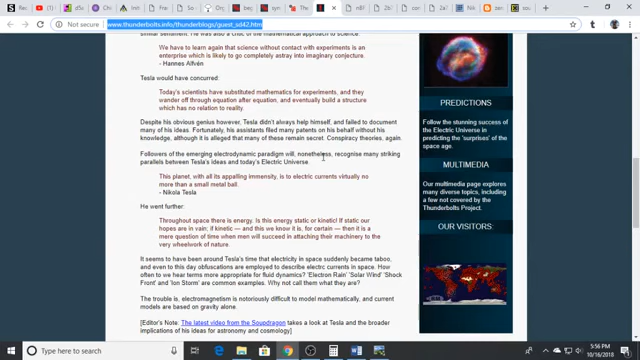 Not secure
www.thunderbolts.info/thunderblogs/guest_sd42.htm
similar sentiment. He was also a critic of the mathematical approach to science.
We have to learn again that science without contact with experiments is an
enterprise which is likely to go completely astray into imaginary conjecture.
- Hannes Alfvén
Tesla would have concurred:
Today's scientists have substituted mathematics for experiments, and they
wander off through equation after equation, and eventually build a structure
which has no relation to reality.
Despite his obvious genius however, Tesla didn't always help himself, and failed to document
many of his ideas. Fortunately, his assistants filed many patents on his behalf without his
knowledge, although it is alleged that many of these remain secret. Conspiracy theories, again.
Followers of the emerging electrodynamic paradigm will, nonetheless, recognise many striking
parallels between Tesla's ideas and today's Electric Universe.
This planet, with all its appalling immensity, is to electric currents virtually no
more than a small metal ball.
- Nikola Tesla
He went further:
Throughout space there is energy. Is this energy static or kinetic! If static our
hopes are in vain; if kinetic — and this we know it is, for certain — then it is a
mere question of time when men will succeed in attaching their machinery to the
very wheelwork of nature.
It seems to have been around Tesla's time that electricity in space suddenly became taboo,
and even to this day obfuscations are employed to describe electric currents in space. How
often to we hear terms more appropriate for fluid dynamics? 'Electron Rain' 'Solar Wind' 'Shock
Front' and 'Ion Storm' are common examples. Why not call them what they are?
The trouble is, electromagnetism is notoriously difficult to model mathematically, and current
models are based on gravity alone.
[Editor's Note: The latest video from the Soupdragon takes a look at Tesla and the broader
implications of his ideas for astronomy and cosmology]
PREDICTIONS
Follow the stunning success of
the Electric Universe in
predicting the 'surprises' of the
space age.
MULTIMEDIA
Our multimedia page explores
many diverse topics, including
a few not covered by the
Thunderbolts Project.
OUR VISITORS:
Type here to search
5:56 PM
10/16/2018